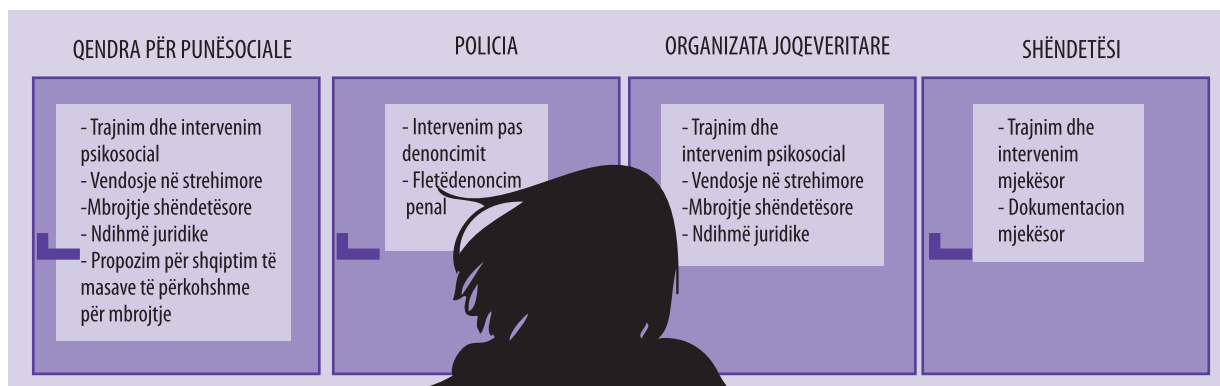 QENDRA PËR PUNËSOCIALE
- Trajnim dhe intervenim
psikosocial
- Vendosje në strehimore
-Mbrojtje shëndetësore
- Ndihmë juridike
- Propozim për shqiptim të
masave të përkohshme
për mbrojtje
POLICIA
- Intervenim pas
denoncimit
- Fletëdenoncim
penal
ORGANIZATA JOQEVERITARE
- Trajnim dhe
intervenim psikosocial
- Vendosje në strehimore
-Mbrojtje shëndetësore
- Ndihmë juridike
SHËNDETËSI
- Trajnim dhe
intervenim
mjekësor
- Dokumentacion
mjekësor